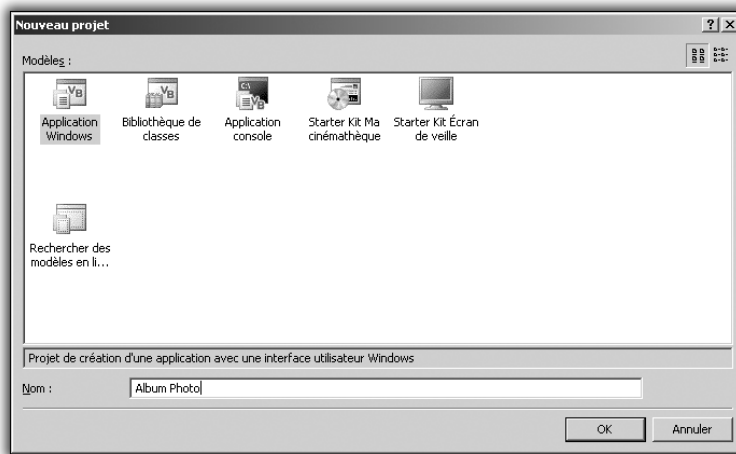 Nouveau projet
Modèles :
Application
Windows
Bibliothèque de
classes
Application
console
Starter Kit Ma
cinémathèque
Starter Kit Écran
de veille
Rechercher des
modèles en li...
Projet de création d'une application avec une interface utilisateur Windows
Nom :
Album Photo
OK
Annuler